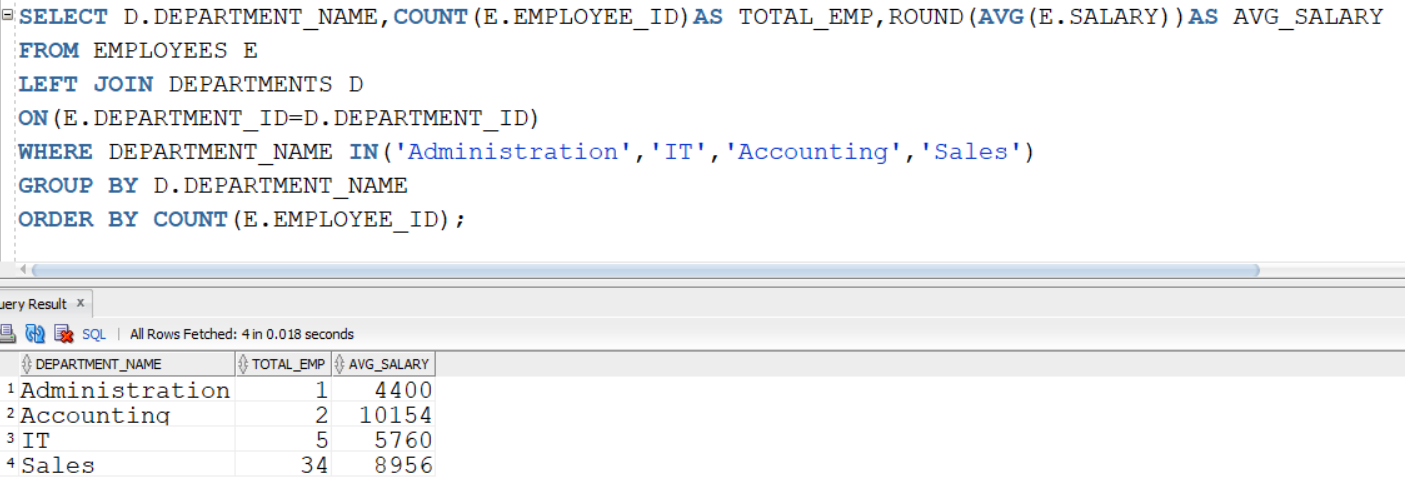 SELECT D.DEPARTMENT_NAME,COUNT(E.EMPLOYEE_ID)AS TOTAL_EMP,ROUND(AVG(E.SALARY))AS AVG_SALARY
FROM EMPLOYEES E
LEFT JOIN DEPARTMENTS D
ON(E.DEPARTMENT_ID=D.DEPARTMENT_ID)
WHERE DEPARTMENT_NAME IN('Administration','IT','Accounting','Sales')
GROUP BY D.DEPARTMENT_NAME
ORDER BY COUNT(E.EMPLOYEE_ID);
uery Result x
SQL | All Rows Fetched: 4 in 0.018 seconds
DEPARTMENT_NAME TOTAL_EMP AVG_SALARY
1 Administration 1 4400
2 Accounting 2 10154
3 IT 5 5760
4 Sales 34 8956